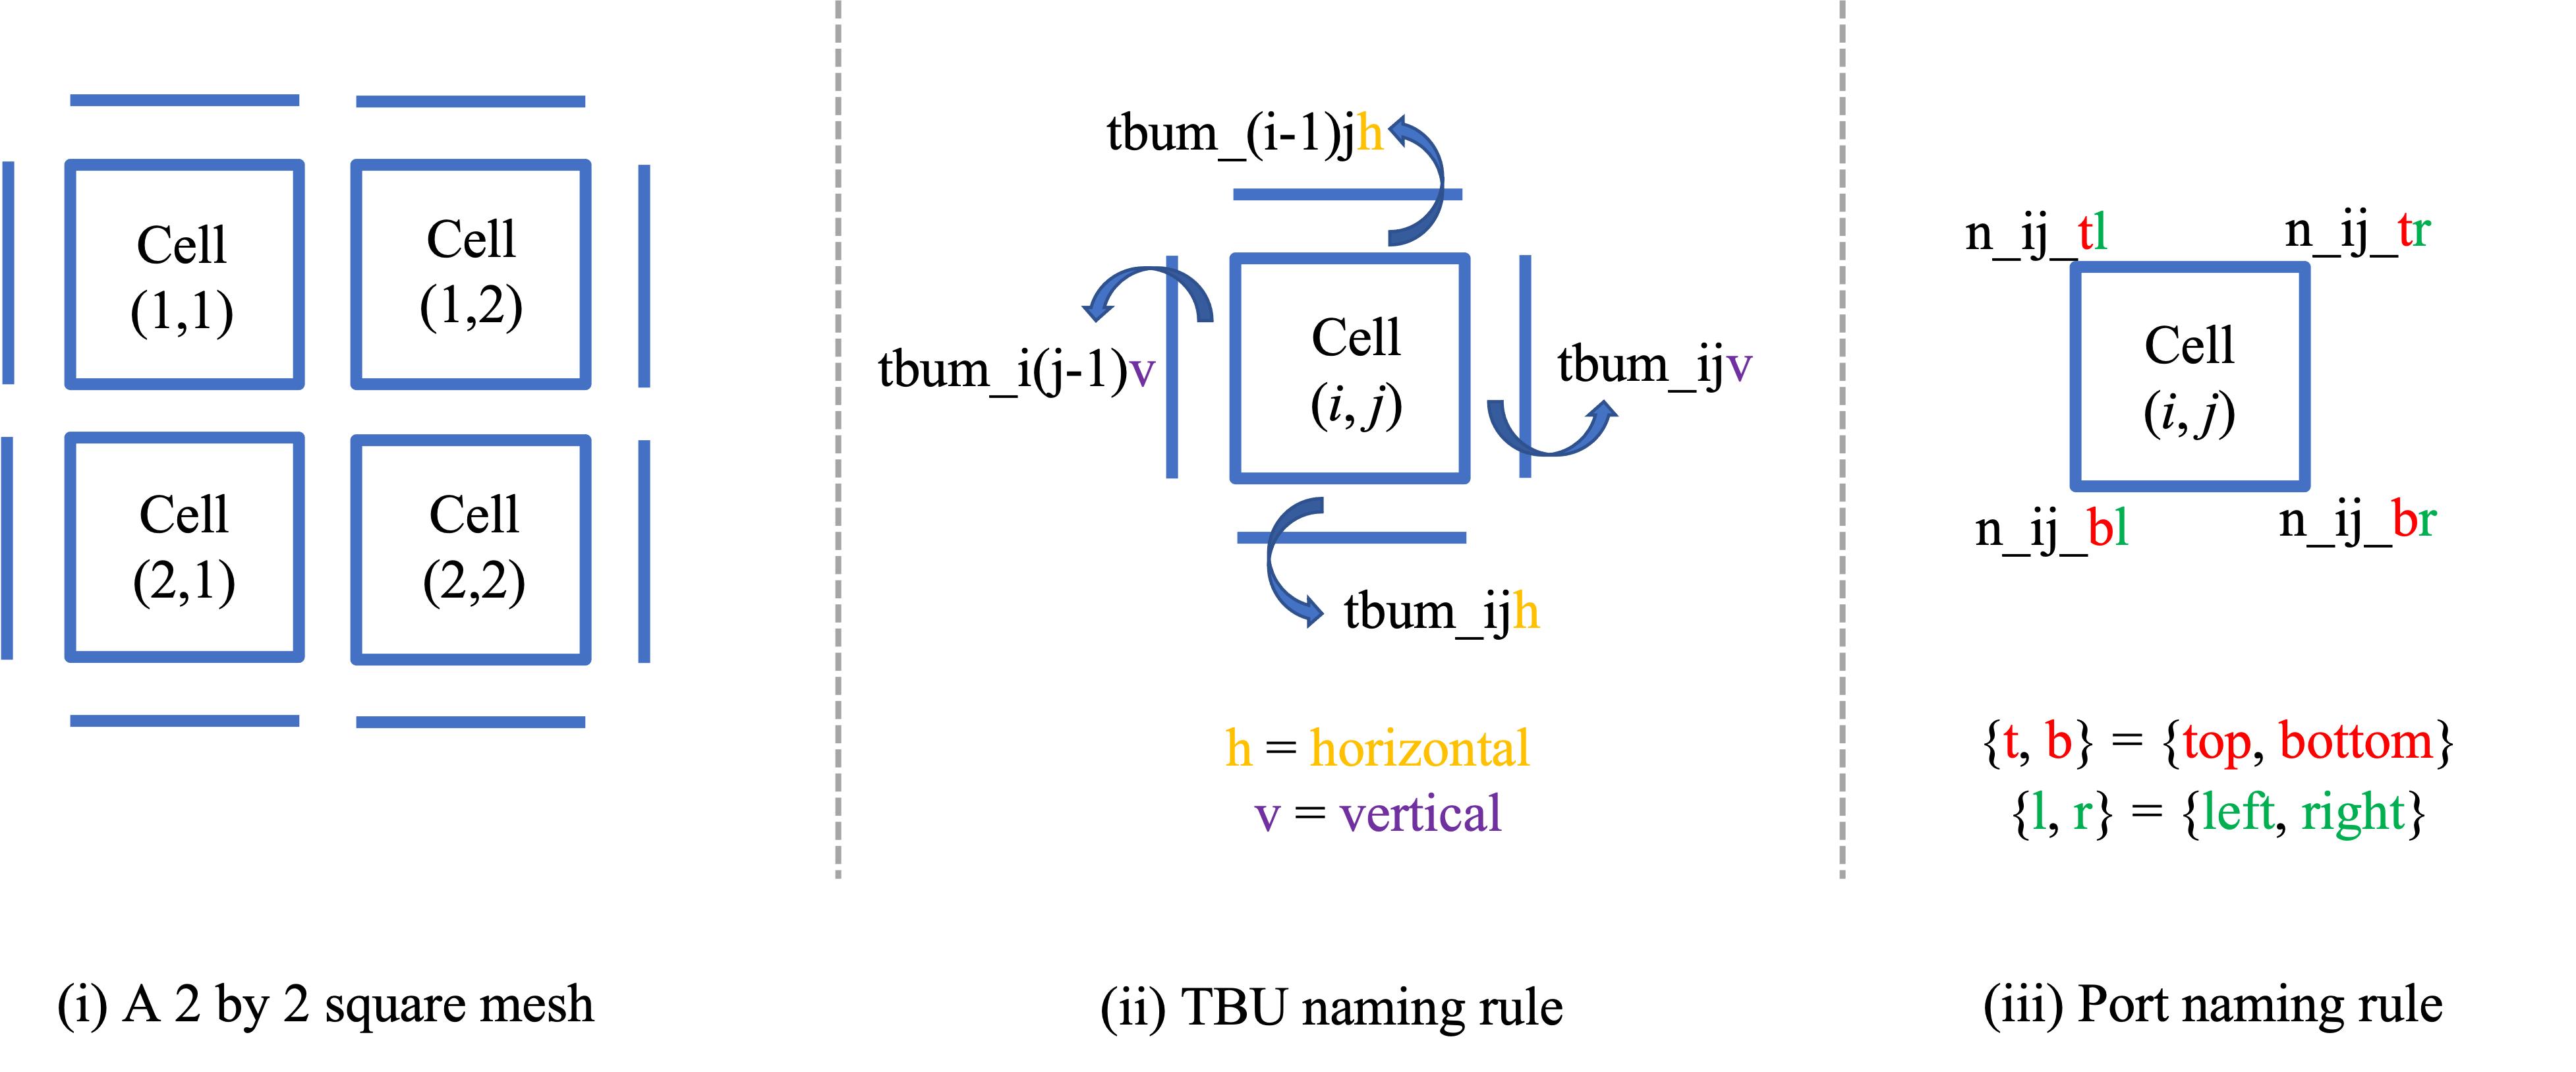 Cell
(1,1)
Cell
(1,2)
Cell
(2,1)
Cell
(2,2)
(i) A 2 by 2 square mesh
tbum_(i-1)jh
tbum_i(j-1)v
Cell
(i, j)
tbum_ijv
tbum_ijh
h = horizontal
v = vertical
(ii) TBU naming rule
n_ij_tl
n_ij_tr
Cell
(i, j)
n_ij_bl
n_ij_br
{t, b} = {top, bottom}
{l, r} = {left, right}
(iii) Port naming rule